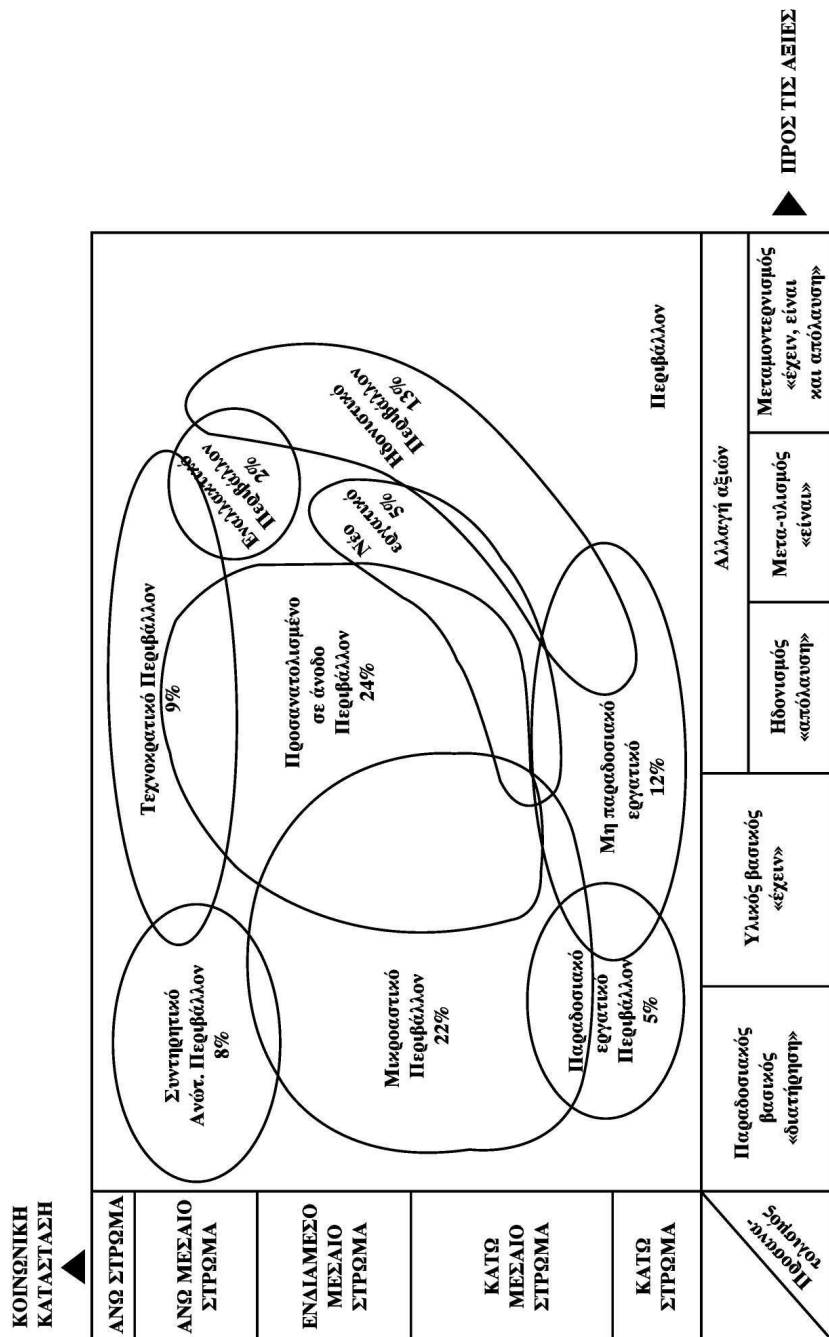 ΚΟΙΝΩΝΙΚΗ
ΚΑΤΑΣΤΑΣΗ
ΑΝΩ ΣΤΡΩΜΑ
ΑΝΩ ΜΕΣΑΙΟ
ΣΤΡΩΜΑ
ΕΝΔΙΑΜΕΣΟ
ΜΕΣΑΙΟ
ΣΤΡΩΜΑ
ΚΑΤΩ
ΜΕΣΑΙΟ
ΣΤΡΩΜΑ
ΚΑΤΩ
ΣΤΡΩΜΑ
Συντηρητικό
Ανώτ. Περιβάλλον
8%
Τεχνοκρατικό Περιβάλλον
9%
Εναλλακτικό
Περιβάλλον
2%
Ηδονιστικό
Περιβάλλον
13%
Νέο
εργατικό
5%
Προσανατολισμένο
σε άνοδο
Περιβάλλον
24%
Μικροαστικό
Περιβάλλον
22%
Παραδοσιακό
εργατικό
Περιβάλλον
5%
Μη παραδοσιακό
εργατικό
12%
Περιβάλλον
Προσανα-
τολισμός
Παραδοσιακός
βασικός
«διατήρηση»
Υλικός βασικός
«έχειν»
Αλλαγή αξιών
Ηδονισμός
«απόλαυση»
Μετα-υλισμός
«είναι»
Μεταμοντερνισμός
«έχειν, είναι
και απόλαυση»
ΠΡΟΣ ΤΙΣ ΑΞΙΕΣ